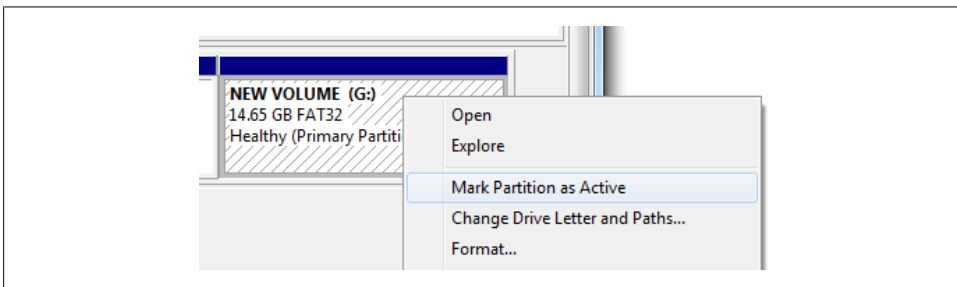 NEW VOLUME (G:)
14.65 GB FAT32
Healthy (Primary Partiti
Open
Explore
Mark Partition as Active
Change Drive Letter and Paths...
Format...